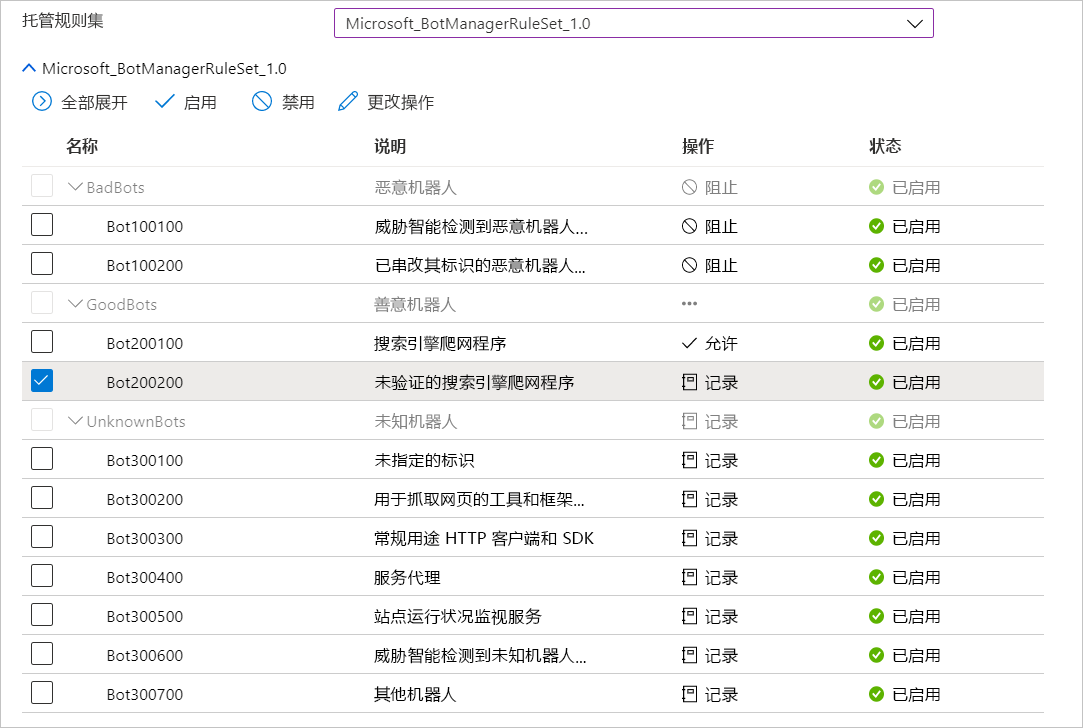 托管规则集 Microsoft_BotManagerRuleSet_1.0
Microsoft_BotManagerRuleSet_1.0
全部展开 启用 禁用 更改操作
名称 说明 操作 状态
BadBots 恶意机器人 阻止 已启用
Bot100100 威胁智能检测到恶意机器人... 阻止 已启用
Bot100200 已串改其标识的恶意机器人... 阻止 已启用
GoodBots 善意机器人 ••• 已启用
Bot200100 搜索引擎爬网程序 允许 已启用
Bot200200 未验证的搜索引擎爬网程序 记录 已启用
UnknownBots 未知机器人 记录 已启用
Bot300100 未指定的标识 记录 已启用
Bot300200 用于抓取网页的工具和框架... 记录 已启用
Bot300300 常规用途 HTTP 客户端和 SDK 记录 已启用
Bot300400 服务代理 记录 已启用
Bot300500 站点运行状况监视服务 记录 已启用
Bot300600 威胁智能检测到未知机器人... 记录 已启用
Bot300700 其他机器人 记录 已启用